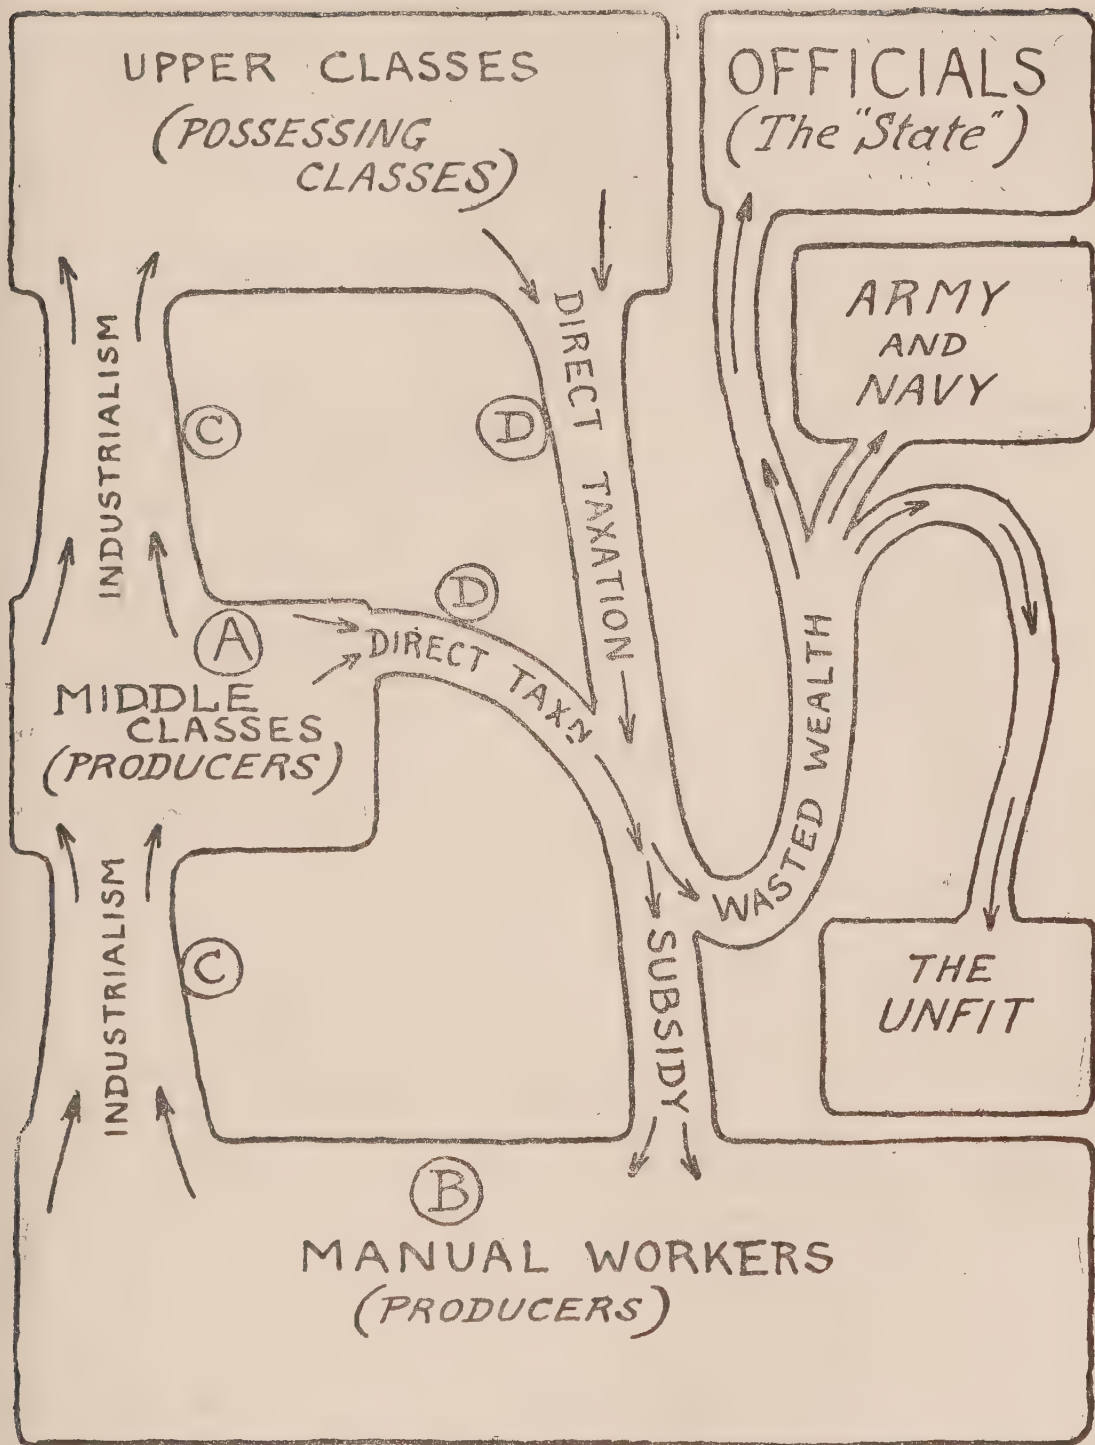 UPPER CLASSES
(POSSESSING
CLASSES)
OFFICIALS
(The "State")
ARMY
AND
NAVY
INDUSTRIALISM
C
D
DIRECT TAXATION
D
A
DIRECT TAXN
MIDDLE
CLASSES
(PRODUCERS)
WASTED WEALTH
INDUSTRIALISM
C
SUBSIDY
THE
UNFIT
B
MANUAL WORKERS
(PRODUCERS)